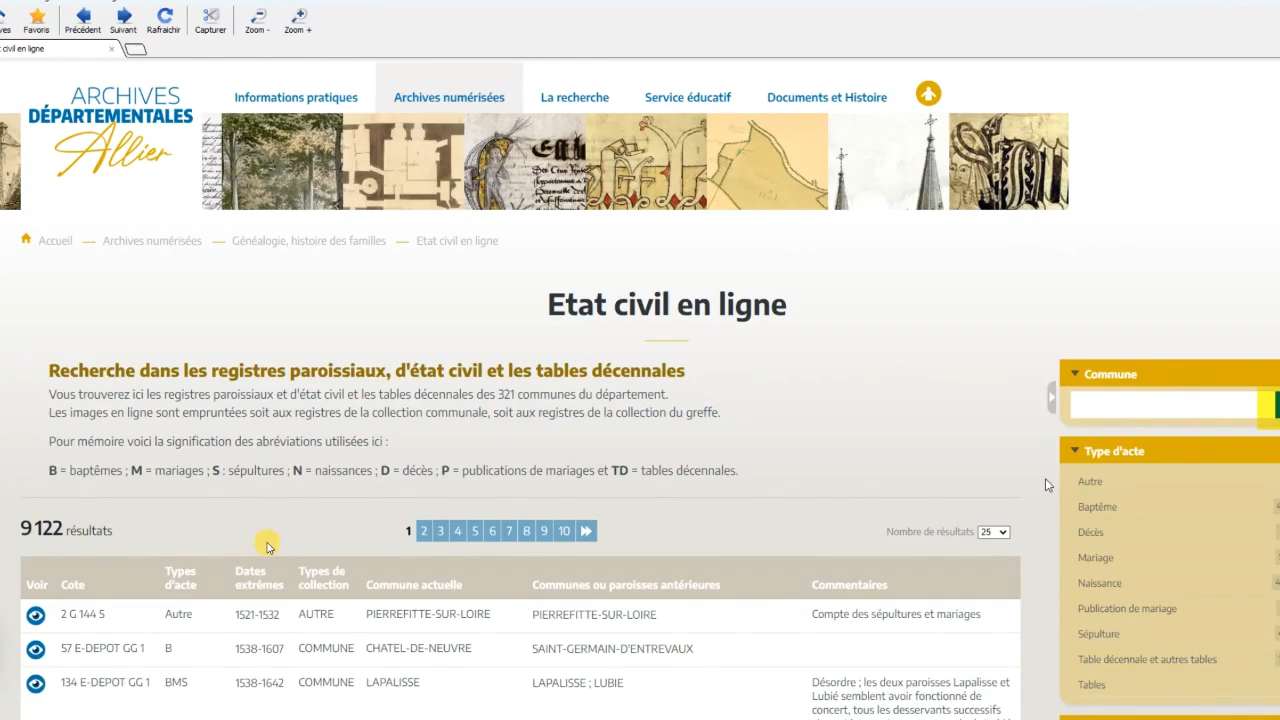 Favoris
Précédent
Suivant
Rafraichir
Capturer
Zoom -
Zoom +
t civil en ligne
ARCHIVES
DÉPARTEMENTALES
Allier
Informations pratiques
Archives numérisées
La recherche
Service éducatif
Documents et Histoire
Accueil — Archives numérisées — Généalogie, histoire des familles — Etat civil en ligne
Etat civil en ligne
Recherche dans les registres paroissiaux, d'état civil et les tables décennales
Vous trouverez ici les registres paroissiaux et d'état civil et les tables décennales des 321 communes du département.
Les images en ligne sont empruntées soit aux registres de la collection communale, soit aux registres de la collection du greffe.
Pour mémoire voici la signification des abréviations utilisées ici :
B = baptêmes ; M = mariages ; S : sépultures ; N = naissances ; D = décès ; P = publications de mariages et TD = tables décennales.
9 122 résultats
1 2 3 4 5 6 7 8 9 10
Nombre de résultats 25
Voir Cote Types d'acte Dates extrêmes Types de collection Commune actuelle Communes ou paroisses antérieures Commentaires
2 G 144 5 Autre 1521-1532 AUTRE PIERREFITTE-SUR-LOIRE PIERREFITTE-SUR-LOIRE Compte des sépultures et mariages
57 E-DEPOT GG 1 B 1538-1607 COMMUNE CHATEL-DE-NEUVRE SAINT-GERMAIN-D'ENTREVAUX
134 E-DEPOT GG 1 BMS 1538-1642 COMMUNE LAPALISSE LAPALISSE ; LUBIE Désordre ; les deux paroisses Lapalisse et
Lubié semblent avoir fonctionné de
concert, tous les desservants successifs
Commune
Type d'acte
Autre
Baptême
Décès
Mariage
Naissance
Publication de mariage
Sépulture
Table décennale et autres tables
Tables